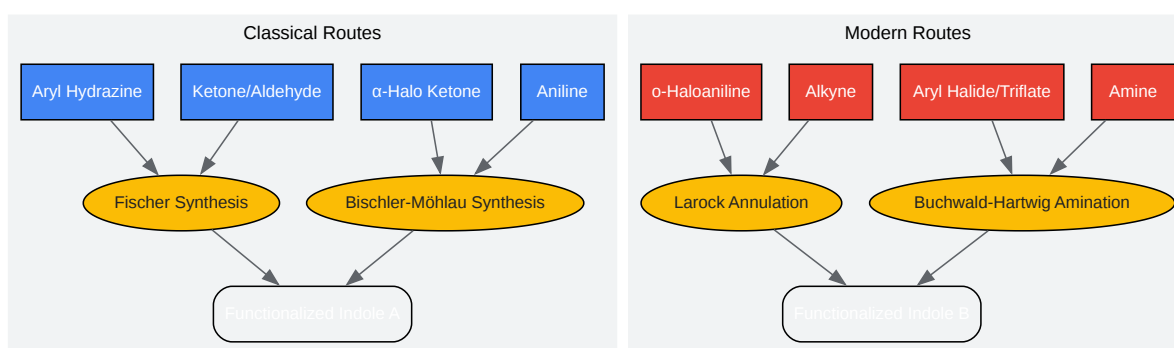 Classical Routes
Modern Routes
Aryl Hydrazine
Ketone/Aldehyde
α-Halo Ketone
Aniline
o-Haloaniline
Alkyne
Aryl Halide/Triflate
Amine
Fischer Synthesis
Bischler-Möhlau Synthesis
Larock Annulation
Buchwald-Hartwig Amination
Functionalized Indole A
Functionalized Indole B